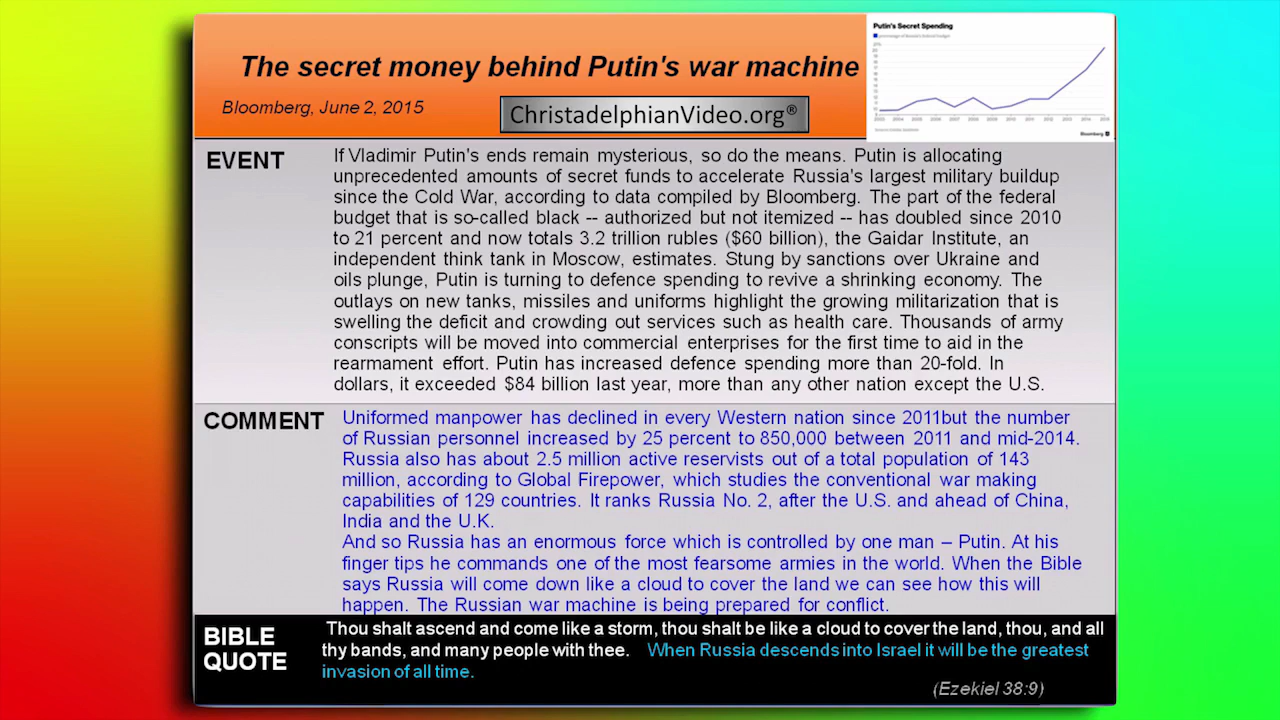 The secret money behind Putin's war machine
Bloomberg, June 2, 2015
ChristadelphianVideo.org®
Putin's Secret Spending
2003 2004 2005 2006 2007 2008 2009 2010 2011 2012 2013 2014 2015
Bloomberg
EVENT
If Vladimir Putin's ends remain mysterious, so do the means. Putin is allocating
unprecedented amounts of secret funds to accelerate Russia's largest military buildup
since the Cold War, according to data compiled by Bloomberg. The part of the federal
budget that is so-called black -- authorized but not itemized -- has doubled since 2010
to 21 percent and now totals 3.2 trillion rubles ($60 billion), the Gaidar Institute, an
independent think tank in Moscow, estimates. Stung by sanctions over Ukraine and
oils plunge, Putin is turning to defence spending to revive a shrinking economy. The
outlays on new tanks, missiles and uniforms highlight the growing militarization that is
swelling the deficit and crowding out services such as health care. Thousands of army
conscripts will be moved into commercial enterprises for the first time to aid in the
rearmament effort. Putin has increased defence spending more than 20-fold. In
dollars, it exceeded $84 billion last year, more than any other nation except the U.S.
COMMENT
Uniformed manpower has declined in every Western nation since 2011but the number
of Russian personnel increased by 25 percent to 850,000 between 2011 and mid-2014.
Russia also has about 2.5 million active reservists out of a total population of 143
million, according to Global Firepower, which studies the conventional war making
capabilities of 129 countries. It ranks Russia No. 2, after the U.S. and ahead of China,
India and the U.K.
And so Russia has an enormous force which is controlled by one man – Putin. At his
finger tips he commands one of the most fearsome armies in the world. When the Bible
says Russia will come down like a cloud to cover the land we can see how this will
happen. The Russian war machine is being prepared for conflict.
BIBLE
QUOTE
Thou shalt ascend and come like a storm, thou shalt be like a cloud to cover the land, thou, and all
thy bands, and many people with thee. When Russia descends into Israel it will be the greatest
invasion of all time.
(Ezekiel 38:9)